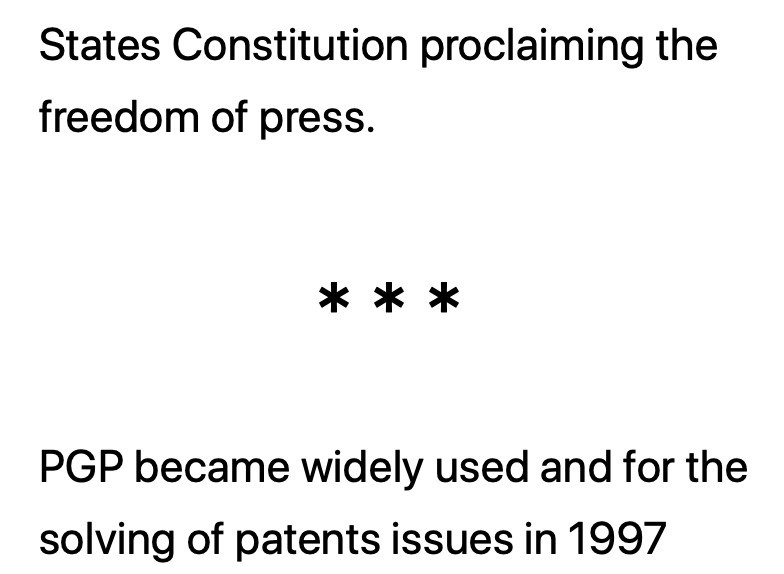 States Constitution proclaiming the
freedom of press.
* * *
PGP became widely used and for the
solving of patents issues in 1997